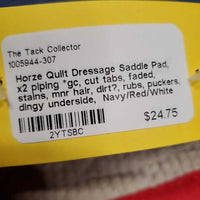 The Tack Collector
1005944-307
Horze Quilt Dressage Saddle Pad,
x2 piping *gc, cut tabs, faded,
stains, mnr hair, dirt?, rubs, puckers,
dingy underside, Navy/Red/White
$24.75
2YTSBC